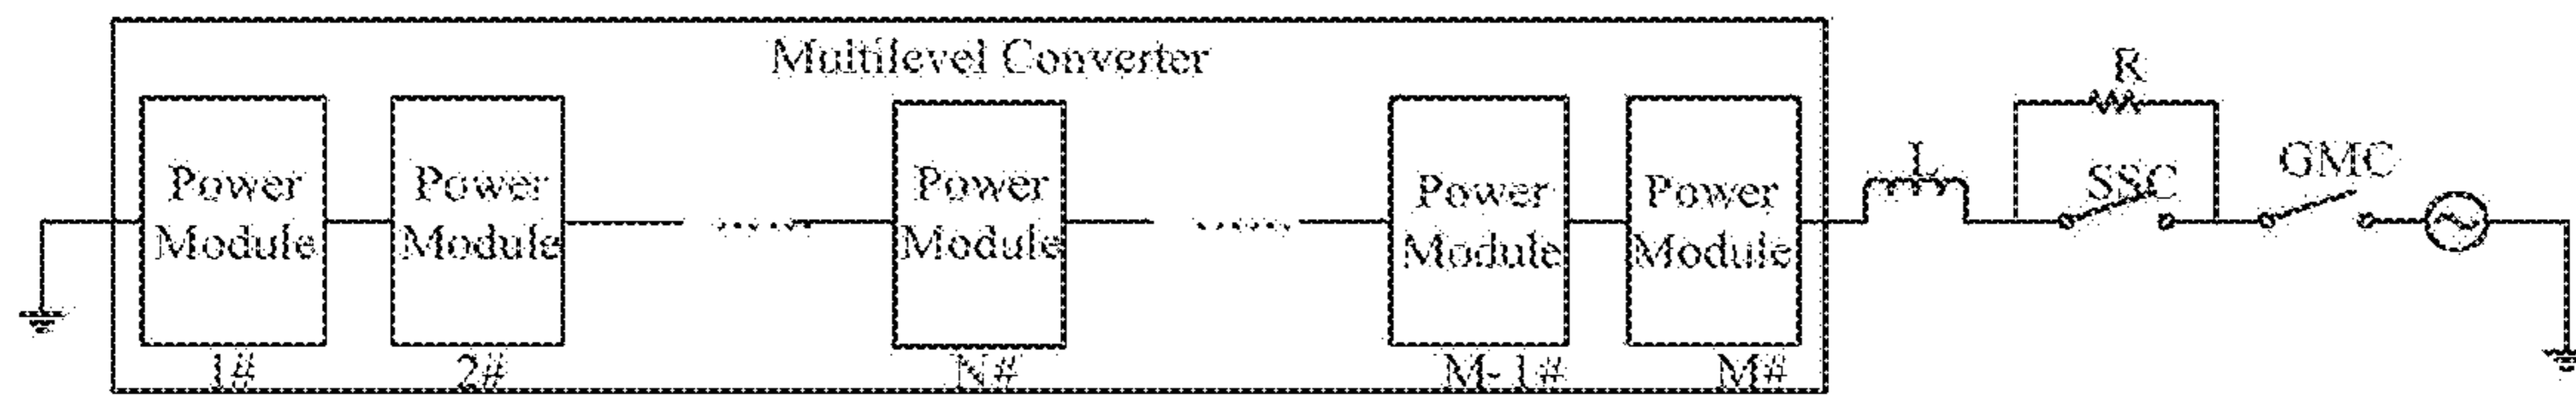 Multilevel Converter
Power
Module
1#
Power
Module
2#
Power
Module
N#
Power
Module
M-1#
Power
Module
M#
L
R
SSC
GMC